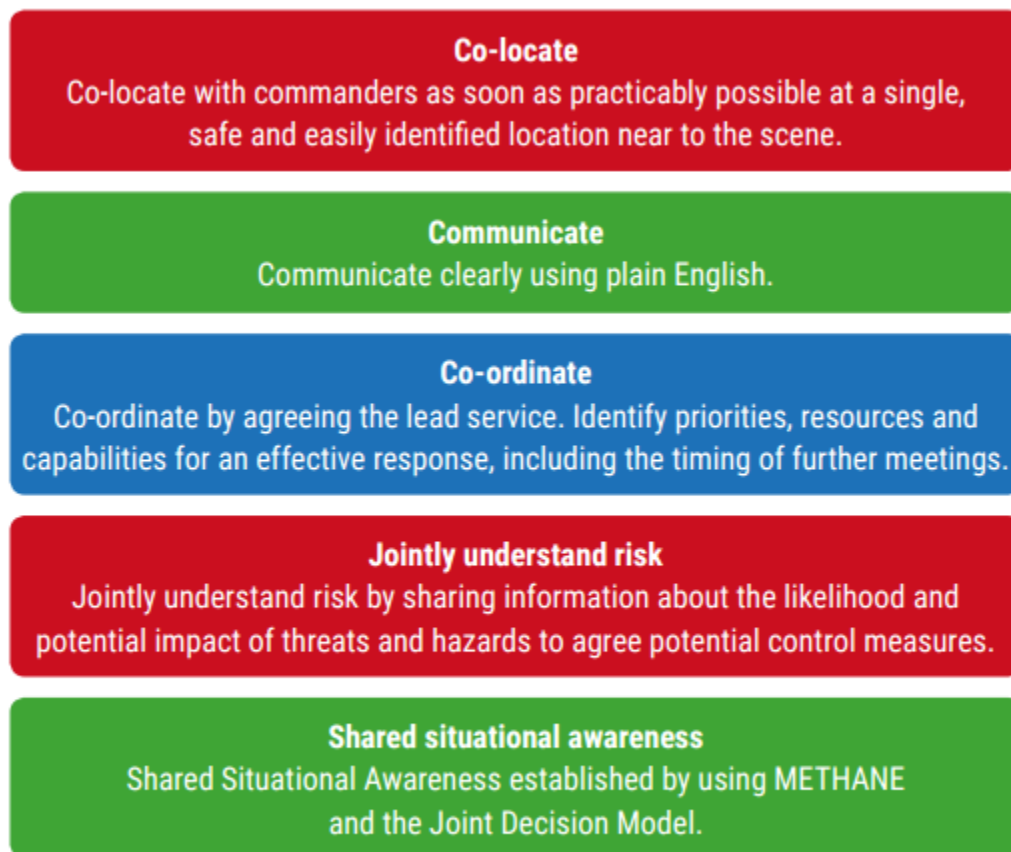 Co-locate
Co-locate with commanders as soon as practicably possible at a single,
safe and easily identified location near to the scene.
Communicate
Communicate clearly using plain English.
Co-ordinate
Co-ordinate by agreeing the lead service. Identify priorities, resources and
capabilities for an effective response, including the timing of further meetings.
Jointly understand risk
Jointly understand risk by sharing information about the likelihood and
potential impact of threats and hazards to agree potential control measures.
Shared situational awareness
Shared Situational Awareness established by using METHANE
and the Joint Decision Model.